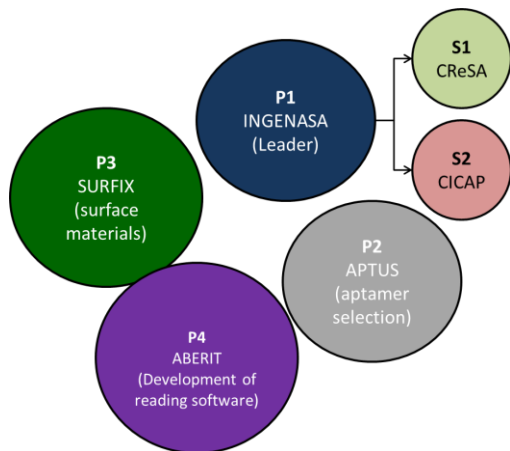 P1
INGENASA
(Leader)
S1
CReSA
S2
CICAP
P3
SURFIX
(surface
materials)
P2
APTUS
(aptamer
selection)
P4
ABERIT
(Development of
reading software)